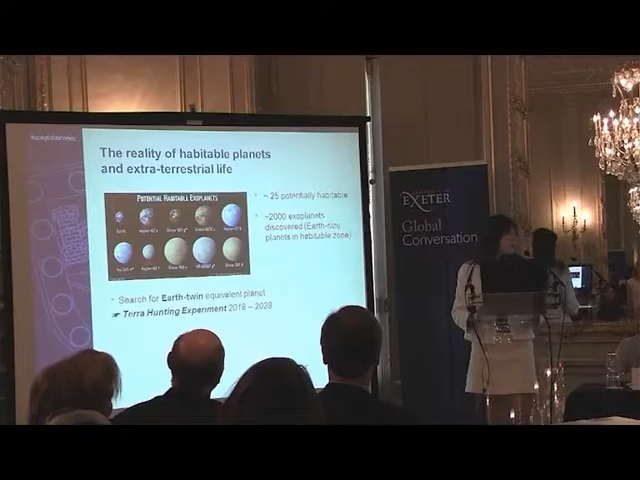 The reality of habitable planets
and extra-terrestrial life
POTENTIAL HABITABLE EXOPLANETS
Earth
~ 25 potentially habitable
~2000 exoplanets
discovered (Earth-size
planets in habitable zone)
Search for Earth-twin equivalent planet
Terra Hunting Experiment 2018 – 2028
EXETER
Global
Conversation